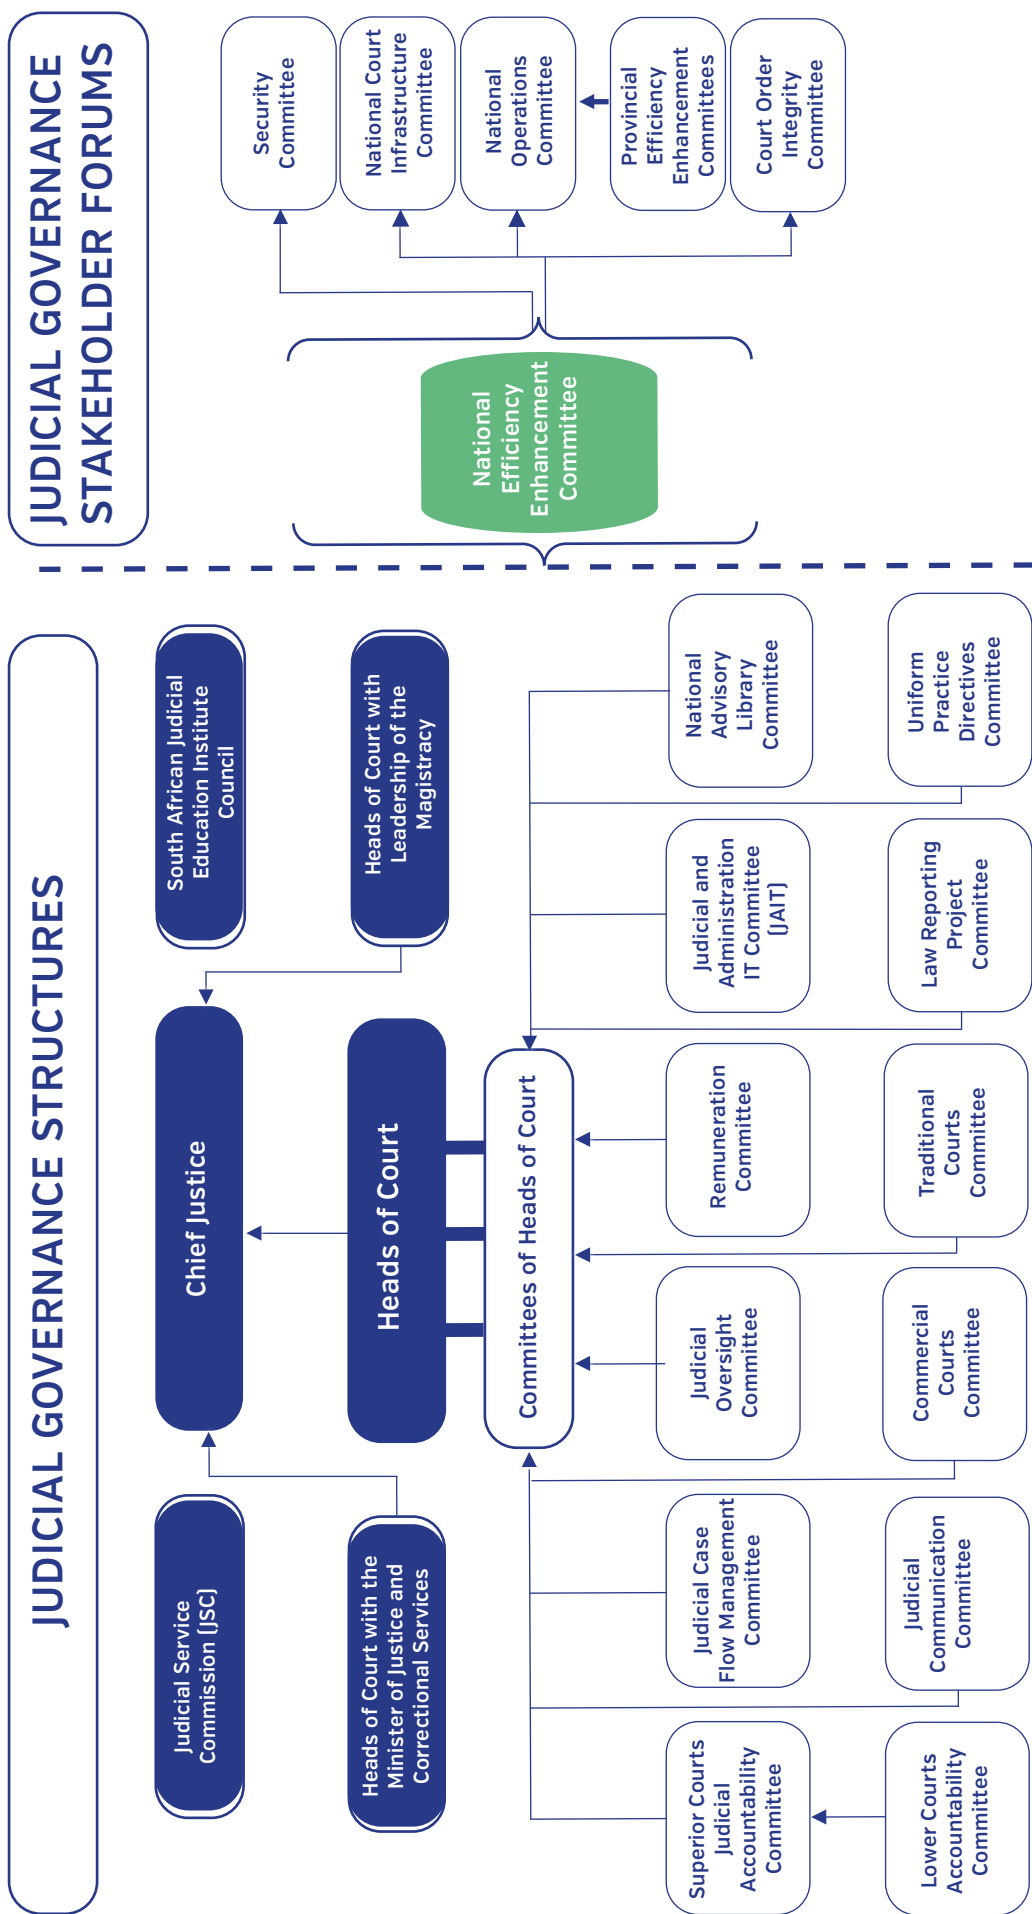 JUDICIAL GOVERNANCE STRUCTURES
Judicial Service
Commission (JSC)
Chief Justice
South African Judicial
Education Institute
Council
Heads of Court with the
Minister of Justice and
Correctional Services
Heads of Court
Heads of Court with
Leadership of the
Magistracy
Committees of Heads of Court
Superior Courts
Judicial
Accountability
Committee
Judicial Case
Flow Management
Committee
Judicial
Oversight
Committee
Remuneration
Committee
Judicial and
Administration
IT Committee
(JAIT)
National
Advisory
Library
Committee
Lower Courts
Accountability
Committee
Judicial
Communication
Committee
Commercial
Courts
Committee
Traditional
Courts
Committee
Law Reporting
Project
Committee
Uniform
Practice
Directives
Committee
JUDICIAL GOVERNANCE
STAKEHOLDER FORUMS
National
Efficiency
Enhancement
Committee
Security
Committee
National Court
Infrastructure
Committee
National
Operations
Committee
Provincial
Efficiency
Enhancement
Committees
Court Order
Integrity
Committee